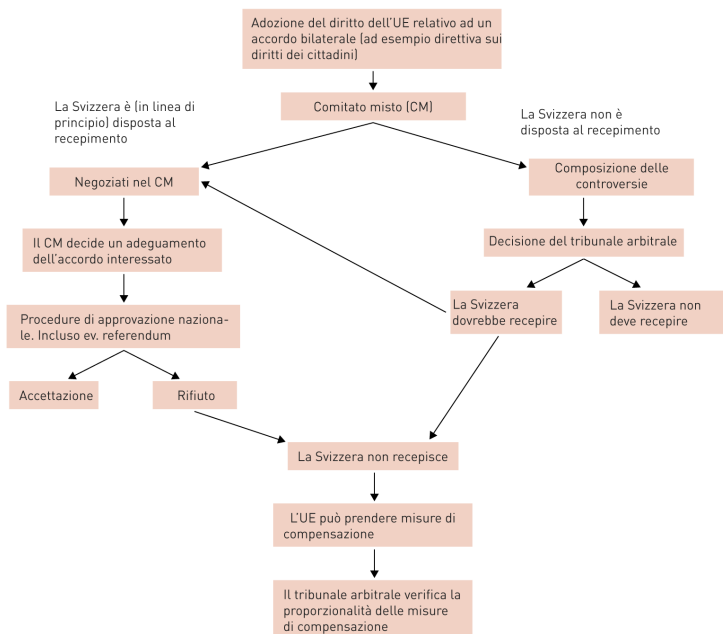 Adozione del diritto dell'UE relativo ad un
accordo bilaterale (ad esempio direttiva sui
diritti dei cittadini)
La Svizzera è (in linea di
principio) disposta al
recepimento
Comitato misto (CM)
La Svizzera non è
disposta al recepimento
Negoziati nel CM
Composizione delle
controversie
Il CM decide un adeguamento
dell'accordo interessato
Decisione del tribunale arbitrale
Procedure di approvazione naziona-
le. Incluso ev. referendum
La Svizzera
dovrebbe recepire
La Svizzera non
deve recepire
Accettazione
Rifiuto
La Svizzera non recepisce
L'UE può prendere misure di
compensazione
Il tribunale arbitrale verifica la
proporzionalità delle misure
di compensazione